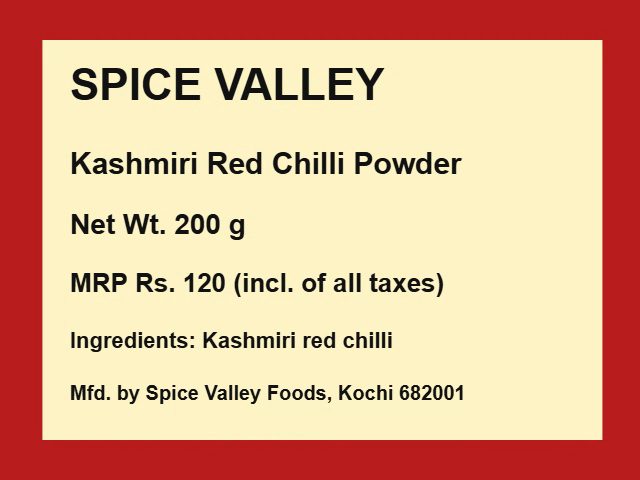 SPICE VALLEY
Kashmiri Red Chilli Powder
Net Wt. 200 g
MRP Rs. 120 (incl. of all taxes)
Ingredients: Kashmiri red chilli
Mfd. by Spice Valley Foods, Kochi 682001